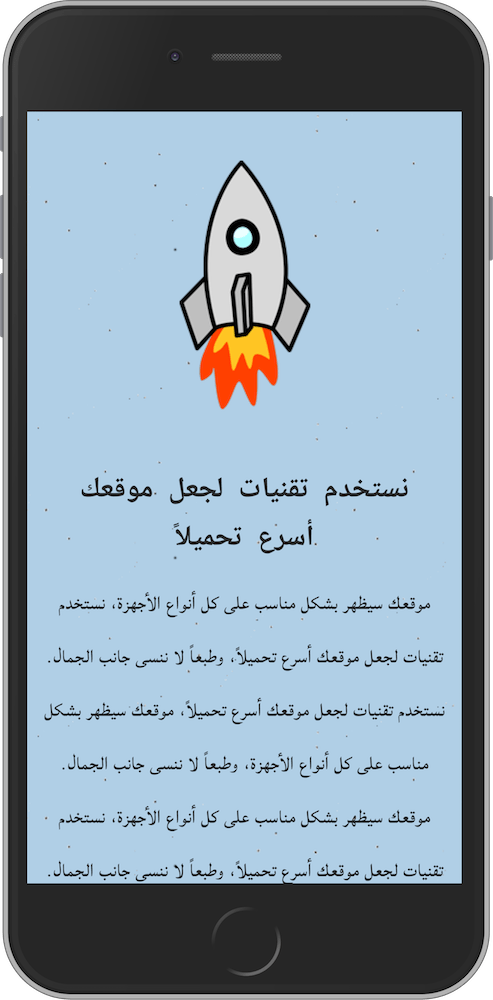 نستخدم تقنيات لجعل موقعك
أسرع تحميلاً
موقعك سيظهر بشكل مناسب على كل أنواع الأجهزة، نستخدم
تقنيات لجعل موقعك أسرع تحميلاً، وطبعاً لا ننسى جانب الجمال.
نستخدم تقنيات لجعل موقعك أسرع تحميلاً، موقعك سيظهر بشكل
مناسب على كل أنواع الأجهزة، وطبعاً لا ننسى جانب الجمال.
موقعك سيظهر بشكل مناسب على كل أنواع الأجهزة، نستخدم
تقنيات لجعل موقعك أسرع تحميلاً، وطبعاً لا ننسى جانب الجمال.